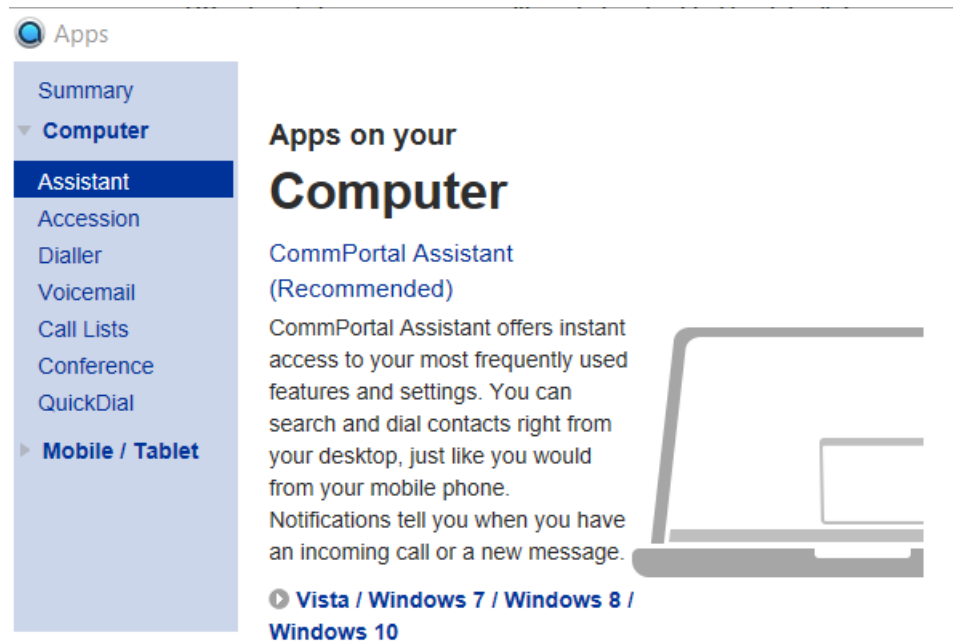 Apps
Summary
Computer
Assistant
Accession
Dialler
Voicemail
Call Lists
Conference
QuickDial
Mobile / Tablet
Apps on your
Computer
CommPortal Assistant
(Recommended)
CommPortal Assistant offers instant
access to your most frequently used
features and settings. You can
search and dial contacts right from
your desktop, just like you would
from your mobile phone.
Notifications tell you when you have
an incoming call or a new message.
Vista / Windows 7 / Windows 8 /
Windows 10